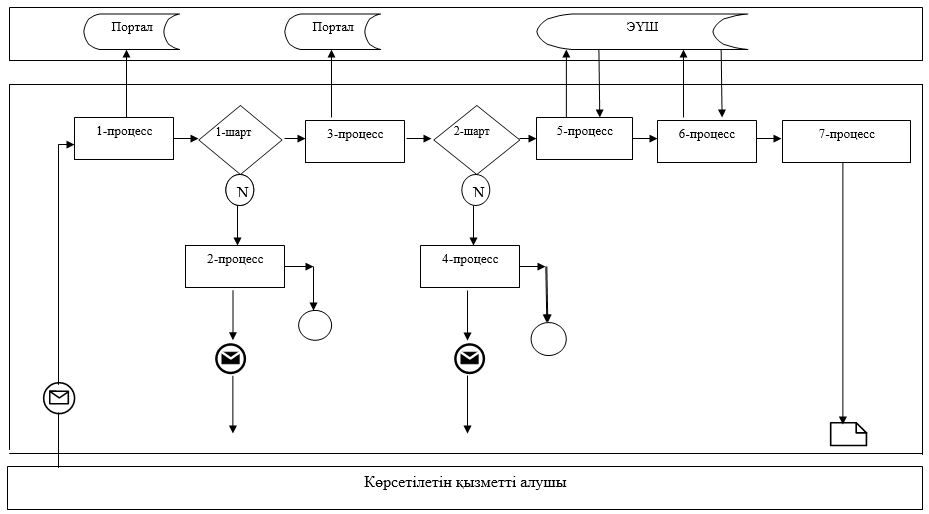 Портал
Портал
ЭҮШ
1-процесс
1-шарт
3-процесс
2-шарт
5-процесс
6-процесс
7-процесс
N
N
2-процесс
4-процесс
Көрсетілетін қызметті алушы